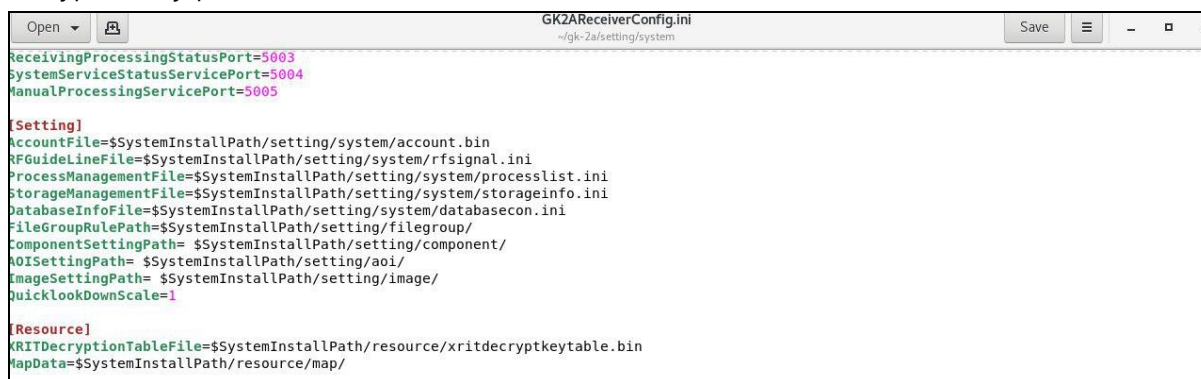 Open
GK2AReceiverConfig.ini
~/gk-2a/setting/system
Save
ReceivingProcessingStatusPort=5003
SystemServiceStatusServicePort=5004
ManualProcessingServicePort=5005
[Setting]
AccountFile=$SystemInstallPath/setting/system/account.bin
RFGuideLineFile=$SystemInstallPath/setting/system/rfsignal.ini
ProcessManagementFile=$SystemInstallPath/setting/system/processlist.ini
StorageManagementFile=$SystemInstallPath/setting/system/storageinfo.ini
DatabaseInfoFile=$SystemInstallPath/setting/system/databasecon.ini
FileGroupRulePath=$SystemInstallPath/setting/filegroup/
ComponentSettingPath= $SystemInstallPath/setting/component/
AOISettingPath= $SystemInstallPath/setting/aoi/
ImageSettingPath= $SystemInstallPath/setting/image/
QuicklookDownScale=1
[Resource]
XRITDecryptionTableFile=$SystemInstallPath/resource/xritdecryptkeytable.bin
MapData=$SystemInstallPath/resource/map/